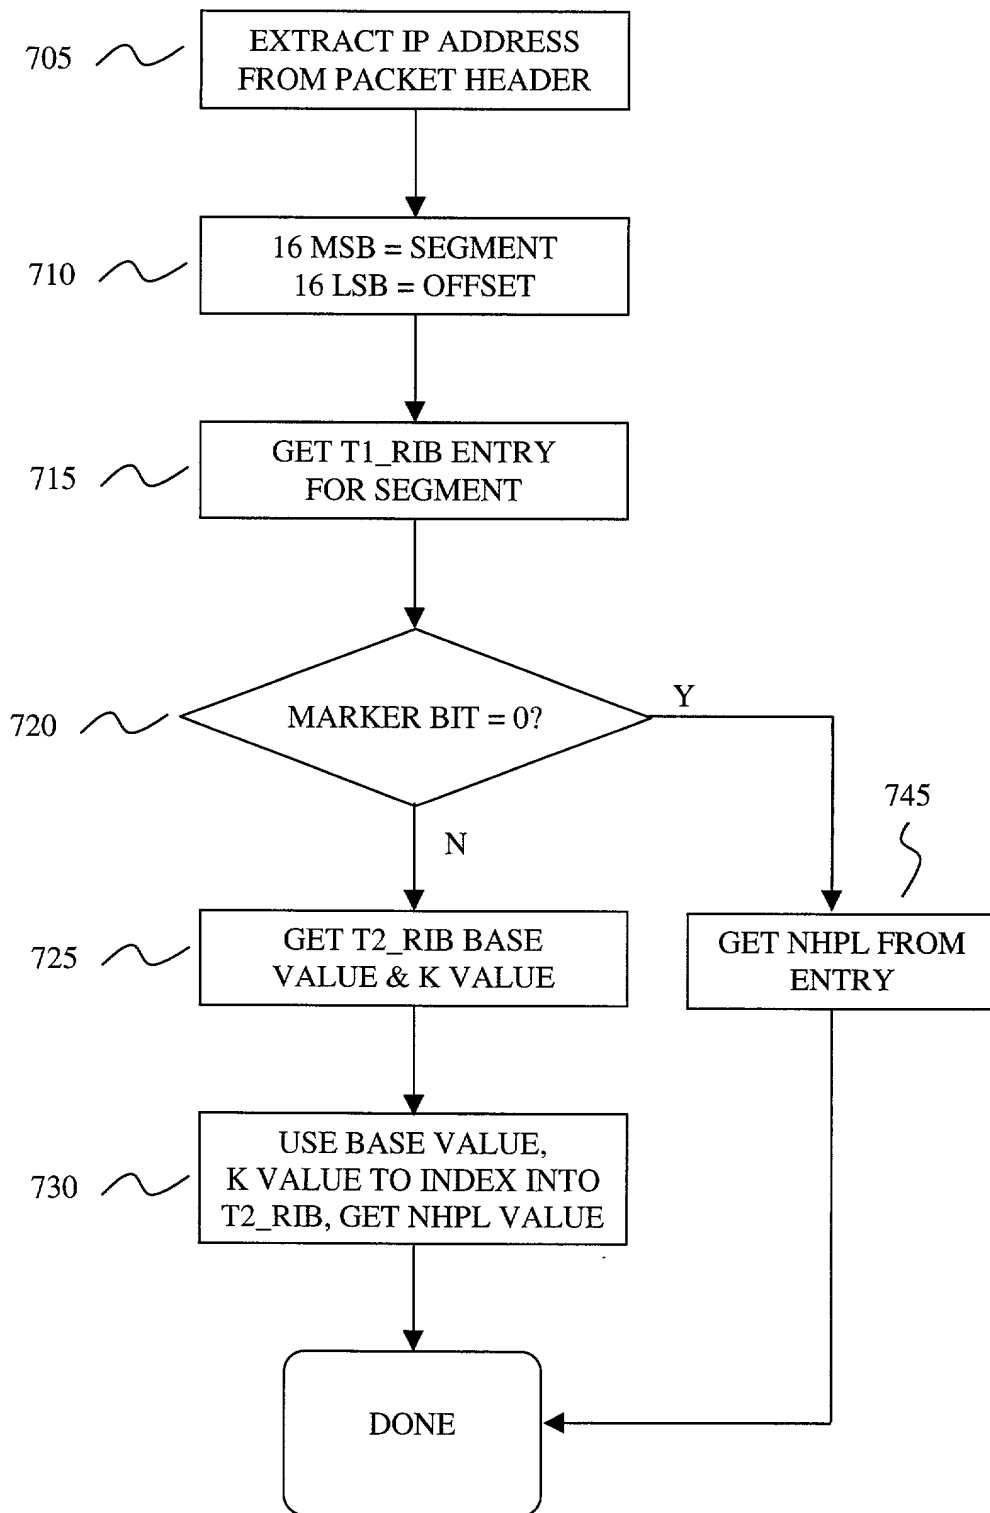 705
EXTRACT IP ADDRESS
FROM PACKET HEADER
710
16 MSB = SEGMENT
16 LSB = OFFSET
715
GET T1_RIB ENTRY
FOR SEGMENT
720
MARKER BIT = 0?
Y
N
745
725
GET T2_RIB BASE
VALUE & K VALUE
GET NHPL FROM
ENTRY
730
USE BASE VALUE,
K VALUE TO INDEX INTO
T2_RIB, GET NHPL VALUE
DONE